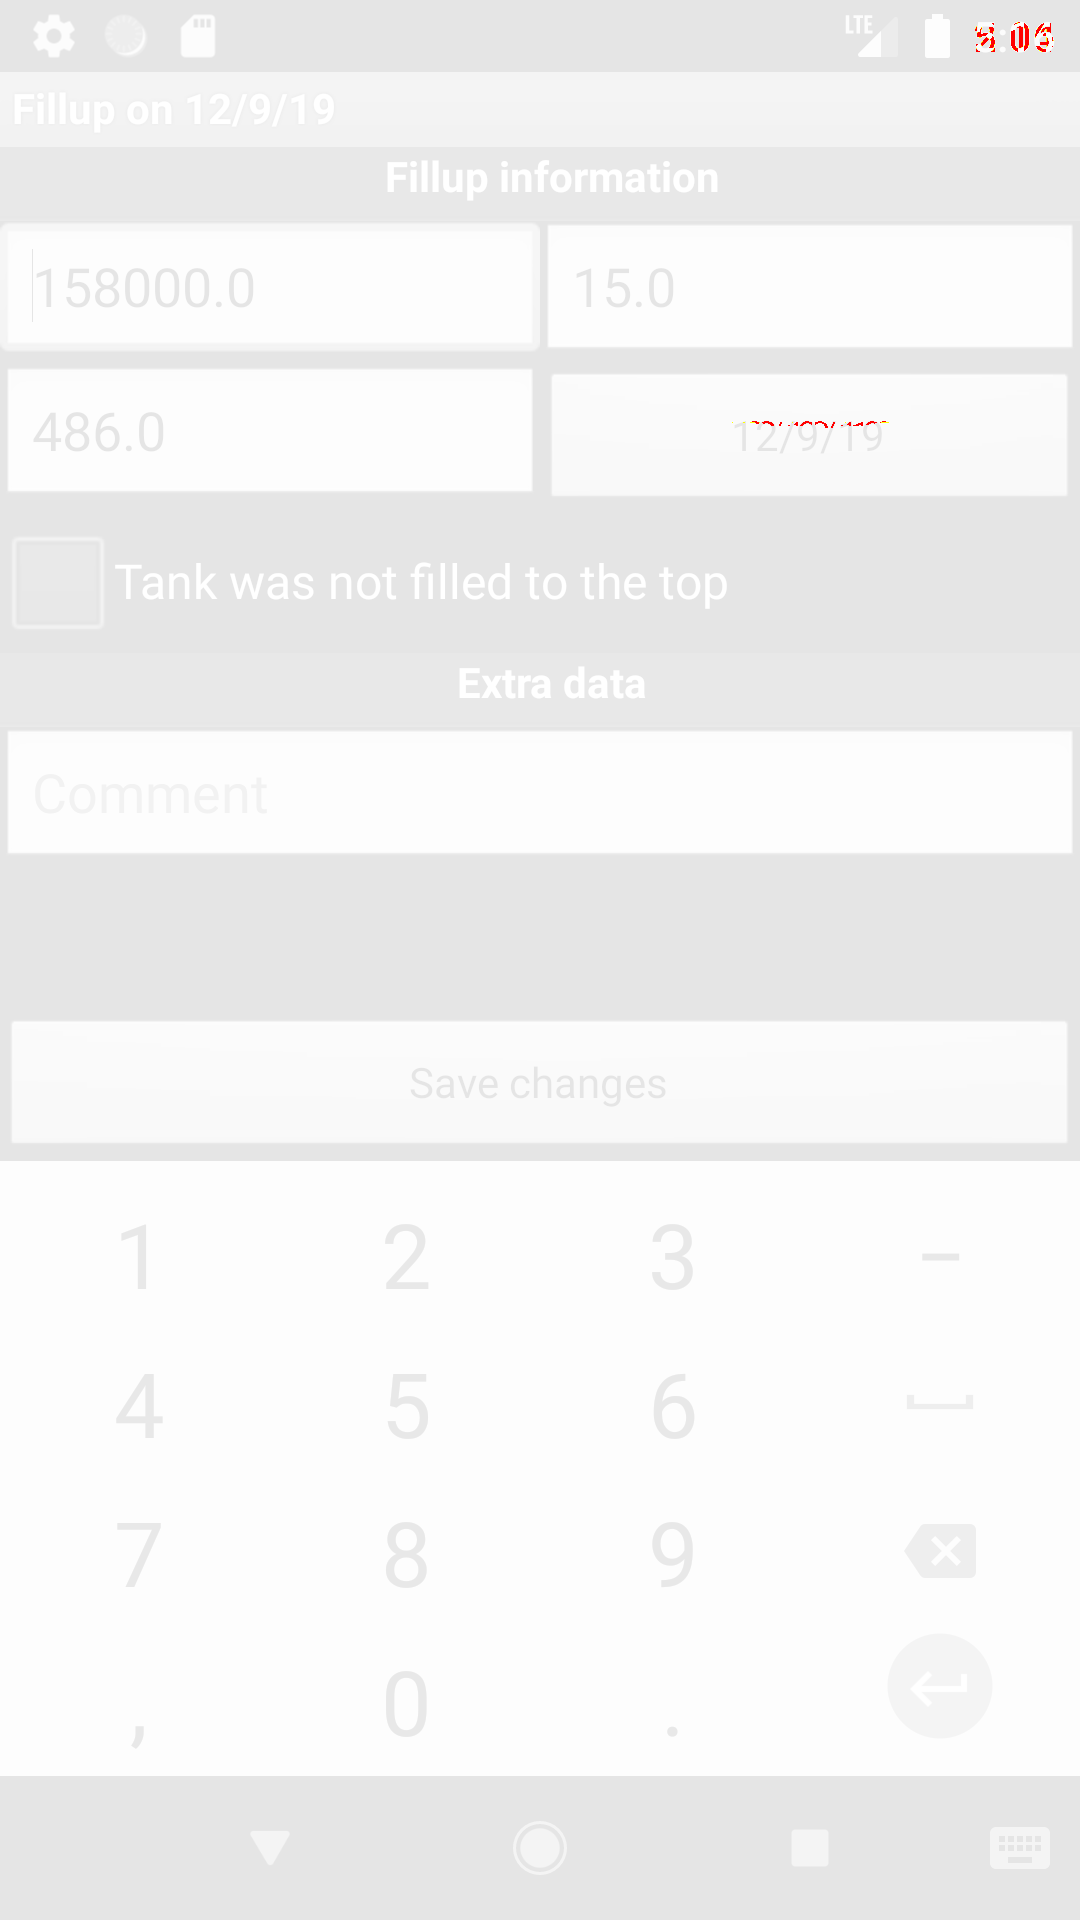 LTE
Fillup on 12/9/19
Fillup information
158000.0 15.0
486.0 12/9/19
Tank was not filled to the top
Extra data
Comment
Save changes
1 2 3 –
4 5 6
7 8 9
, 0 .